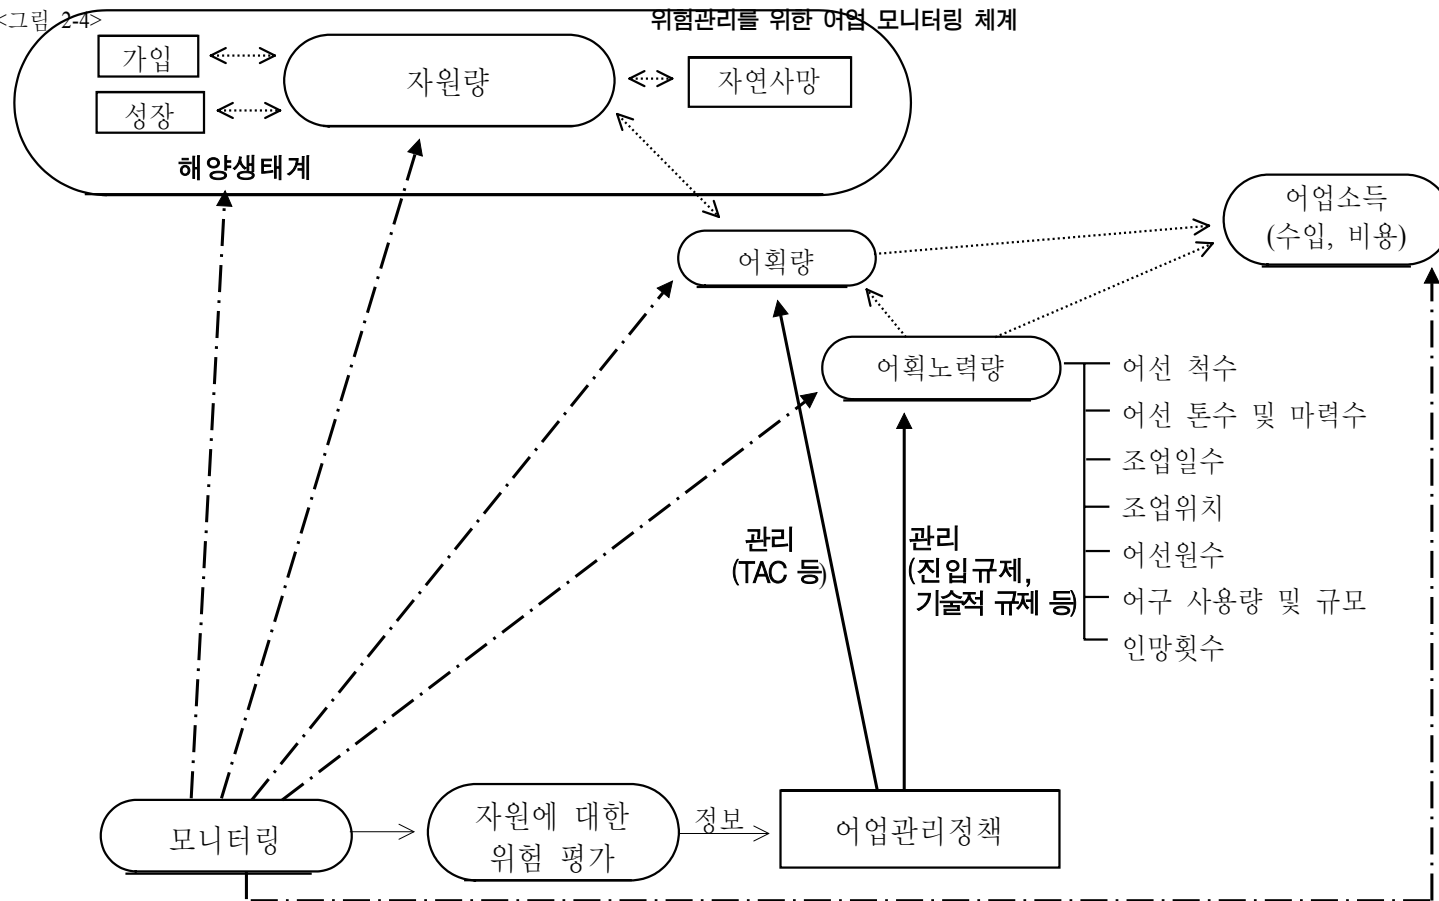 <그림 2-4>
위험관리를 위한 어업 모니터링 체계
가입
자원량
자연사망
성장
해양생태계
어업소득
(수입, 비용)
어획량
어획노력량
어선 척수
어선 톤수 및 마력수
조업일수
조업위치
어선원수
어구 사용량 및 규모
인망횟수
관리
(TAC 등)
관리
(진입규제,
기술적 규제 등)
모니터링
자원에 대한
위험 평가
정보
어업관리정책